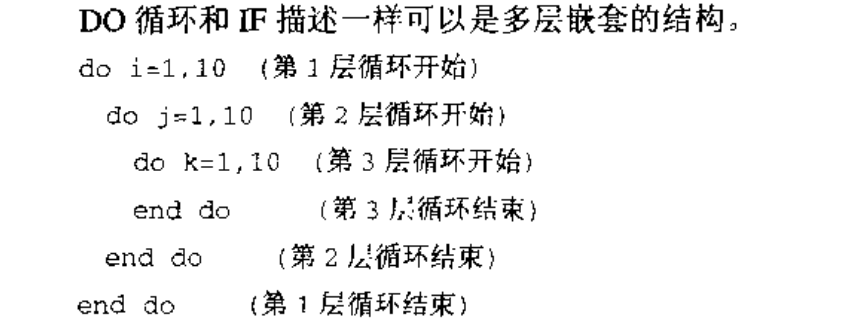 DO 循环和 IF 描述一样可以是多层嵌套的结构。
do i=1,10 (第 1 层循环开始)
do j=1,10 (第 2 层循环开始)
do k=1,10 (第 3 层循环开始)
end do (第 3 层循环结束)
end do (第 2 层循环结束)
end do (第 1 层循环结束)